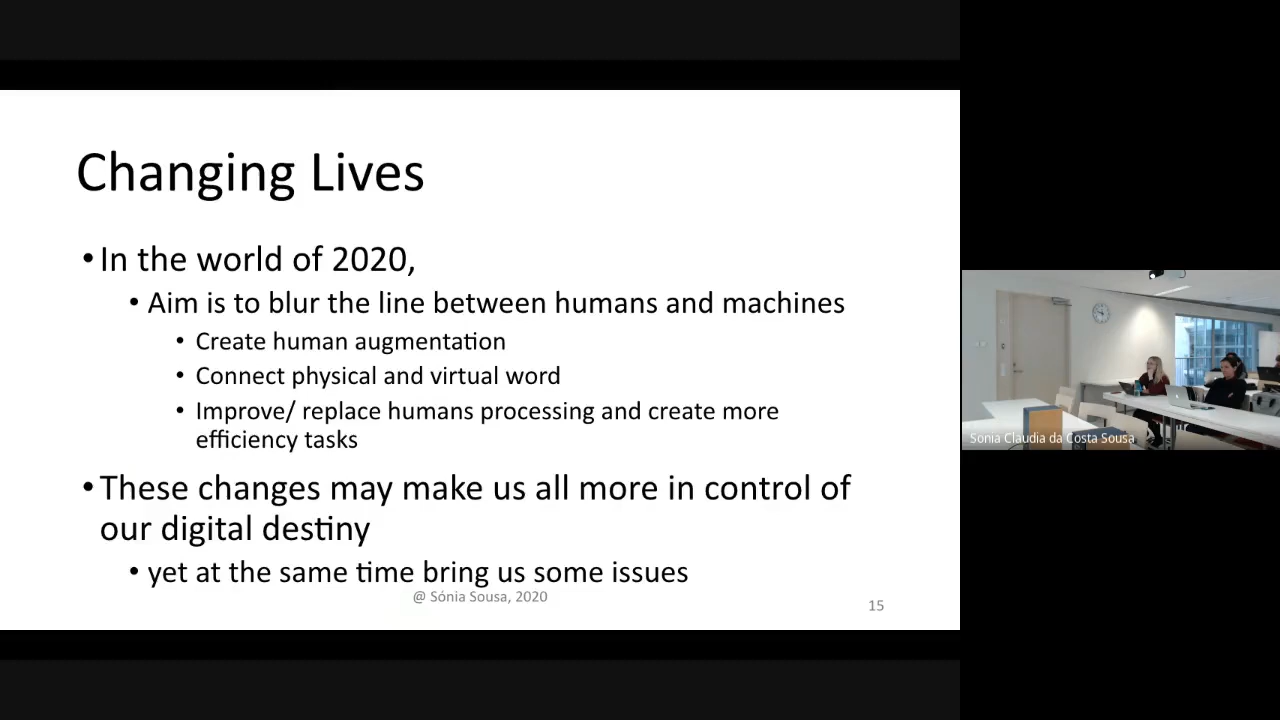 Changing Lives
• In the world of 2020,
• Aim is to blur the line between humans and machines
• Create human augmentation
• Connect physical and virtual word
• Improve/ replace humans processing and create more
efficiency tasks
• These changes may make us all more in control of
our digital destiny
• yet at the same time bring us some issues
@ Sónia Sousa, 2020
15
Sonia Claudia da Costa Sousa